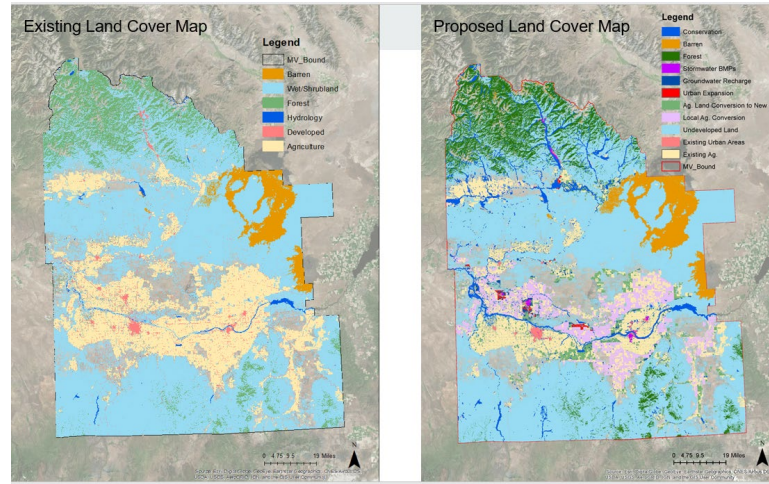 Existing Land Cover Map
Legend
MV_Bound
Barren
Wet/Shrubland
Forest
Hydrology
Developed
Agriculture
0 4.75 9.5 19 Miles
N
Proposed Land Cover Map
Legend
Conservation
Barren
Forest
Stormwater BMPs
Groundwater Recharge
Urban Expansion
Ag. Land Conversion to New
Local Ag. Conversion
Undeveloped Land
Existing Urban Areas
Existing Ag.
MV_Bound
0 4.75 9.5 19 Miles
N